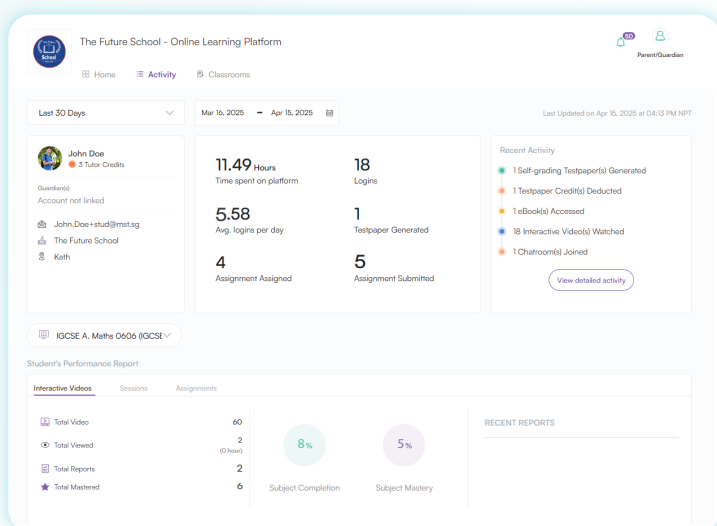 The Future School - Online Learning Platform
60
Parent/Guardian
Home
Activity
Classrooms
Last 30 Days
Mar 16, 2025 – Apr 15, 2025
Last Updated on Apr 15, 2025 at 04:13 PM NPT
John Doe
3 Tutor Credits
Guardian(s)
Account not linked
John.Doe+stud@mst.sg
The Future School
Kath
11.49 Hours
Time spent on platform
18
Logins
5.58
Avg. logins per day
1
Testpaper Generated
4
Assignment Assigned
5
Assignment Submitted
Recent Activity
1 Self-grading Testpaper(s) Generated
1 Testpaper Credit(s) Deducted
1 eBook(s) Accessed
18 Interactive Video(s) Watched
1 Chatroom(s) Joined
View detailed activity
IGCSE A. Maths 0606 (IGCSE
Student's Performance Report
Interactive Videos
Sessions
Assignments
Total Video 60
Total Viewed 2
(0 hour)
Total Reports 2
Total Mastered 6
8%
Subject Completion
5%
Subject Mastery
RECENT REPORTS